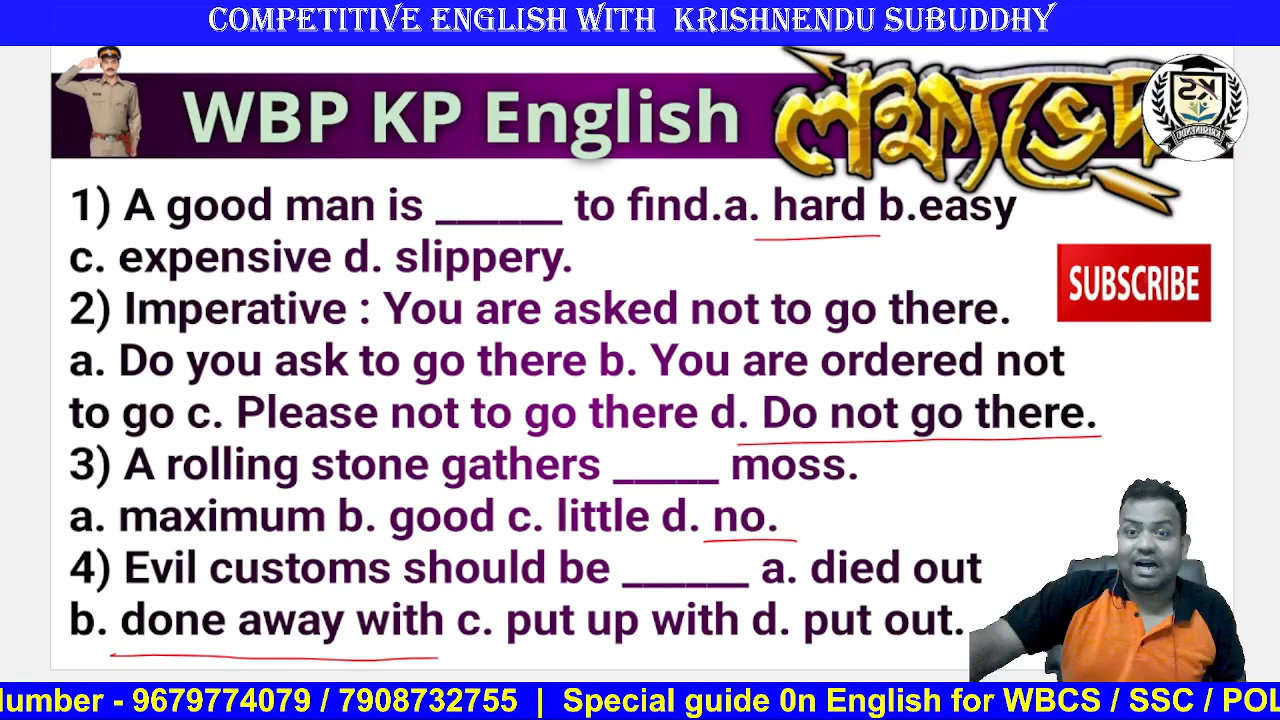 COMPETITIVE ENGLISH WITH KRISHNENDU SUBUDDHY
WBP KP English লক্ষ্যভেদ
1) A good man is ______ to find.a. hard b.easy
c. expensive d. slippery.
SUBSCRIBE
2) Imperative : You are asked not to go there.
a. Do you ask to go there b. You are ordered not
to go c. Please not to go there d. Do not go there.
3) A rolling stone gathers _____ moss.
a. maximum b. good c. little d. no.
4) Evil customs should be ______ a. died out
b. done away with c. put up with d. put out.
Number - 9679774079 / 7908732755 | Special guide 0n English for WBCS / SSC / POL